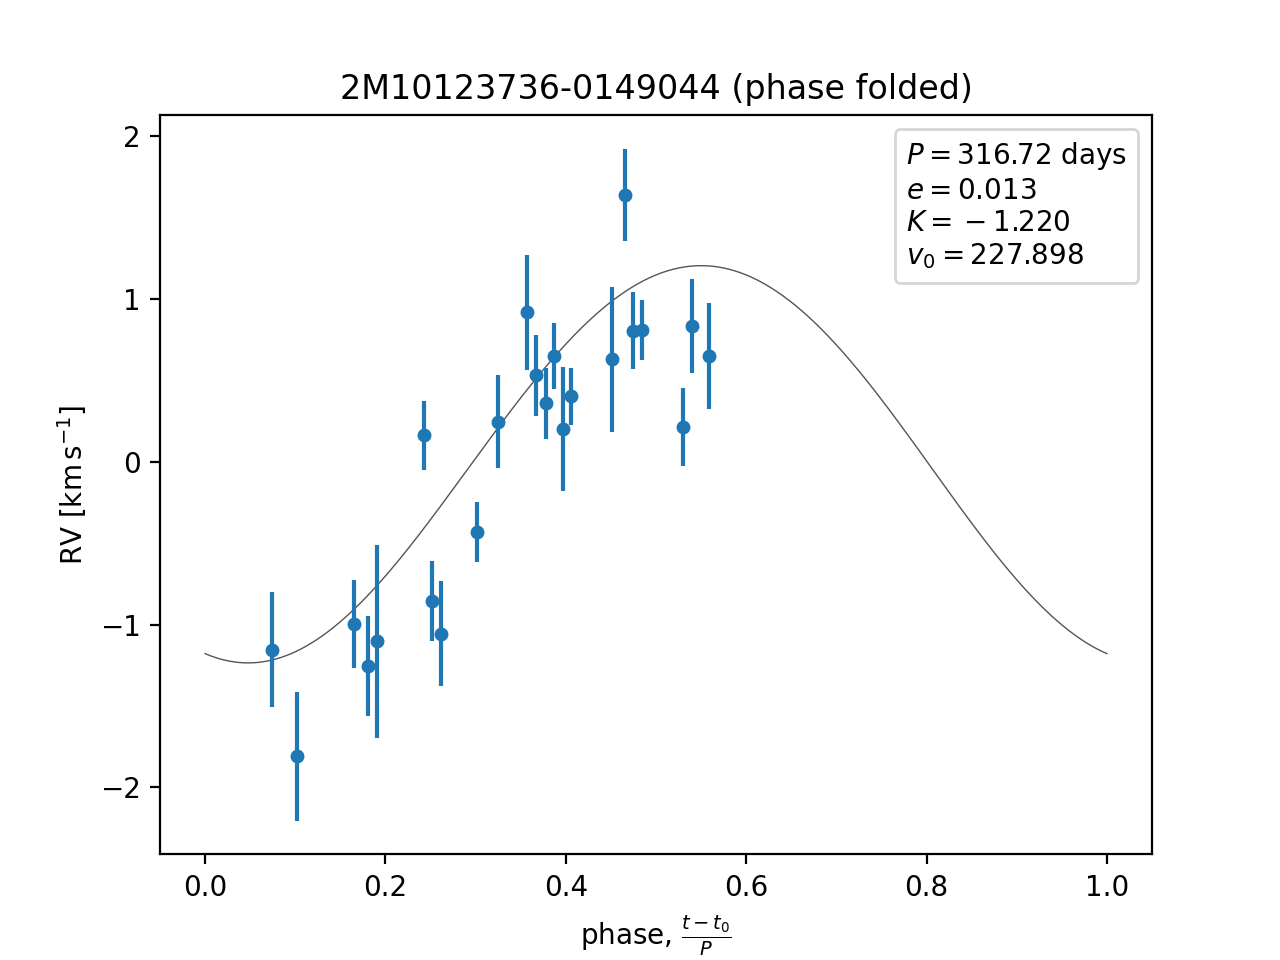 2M10123736-0149044 (phase folded)
P = 316.72 days
e = 0.013
K = −1.220
v₀ = 227.898
2
1
0
−1
−2
RV [km s⁻¹]
0.0 0.2 0.4 0.6 0.8 1.0
phase, (t − t₀)/P